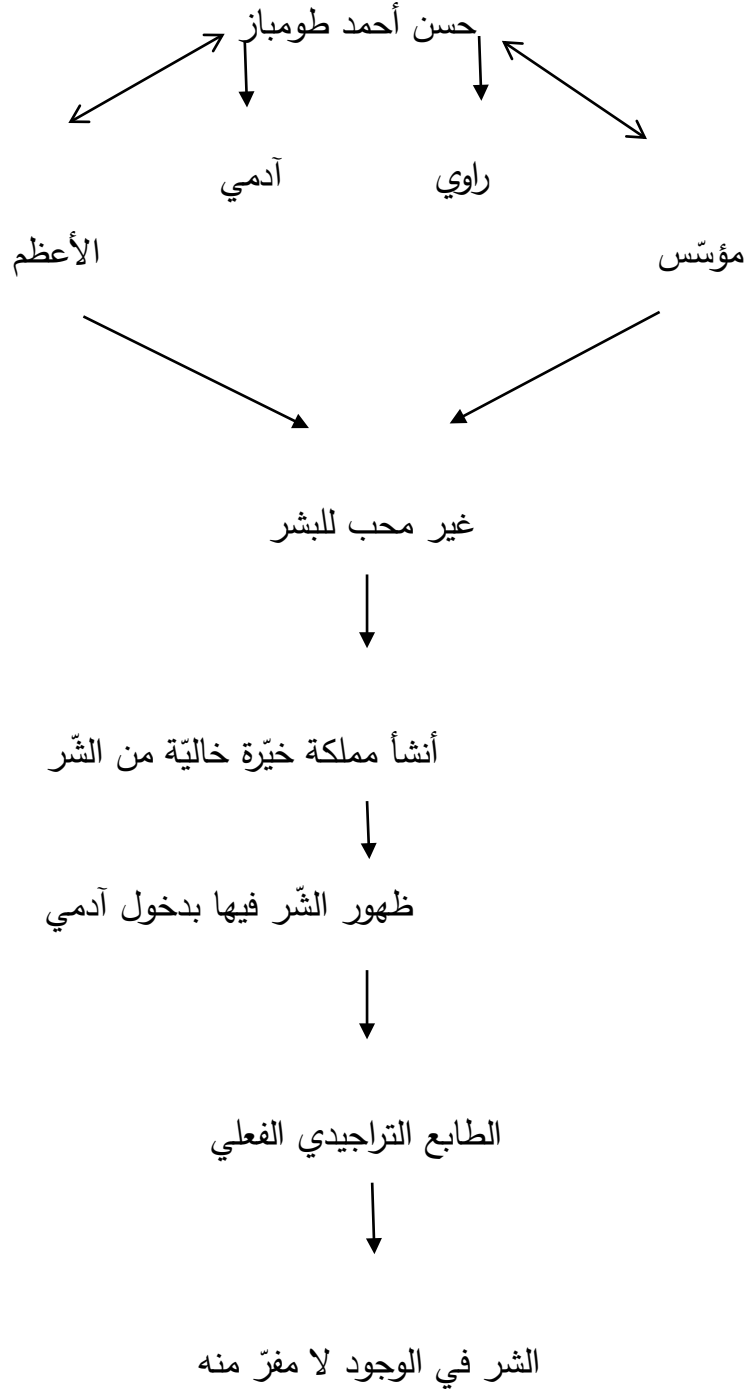 حسن أحمد طومباز
راوي آدمي
مؤسّس الأعظم
غير محب للبشر
أنشأ مملكة خيّرة خاليّة من الشّر
ظهور الشّر فيها بدخول آدمي
الطابع التراجيدي الفعلي
الشر في الوجود لا مفرّ منه